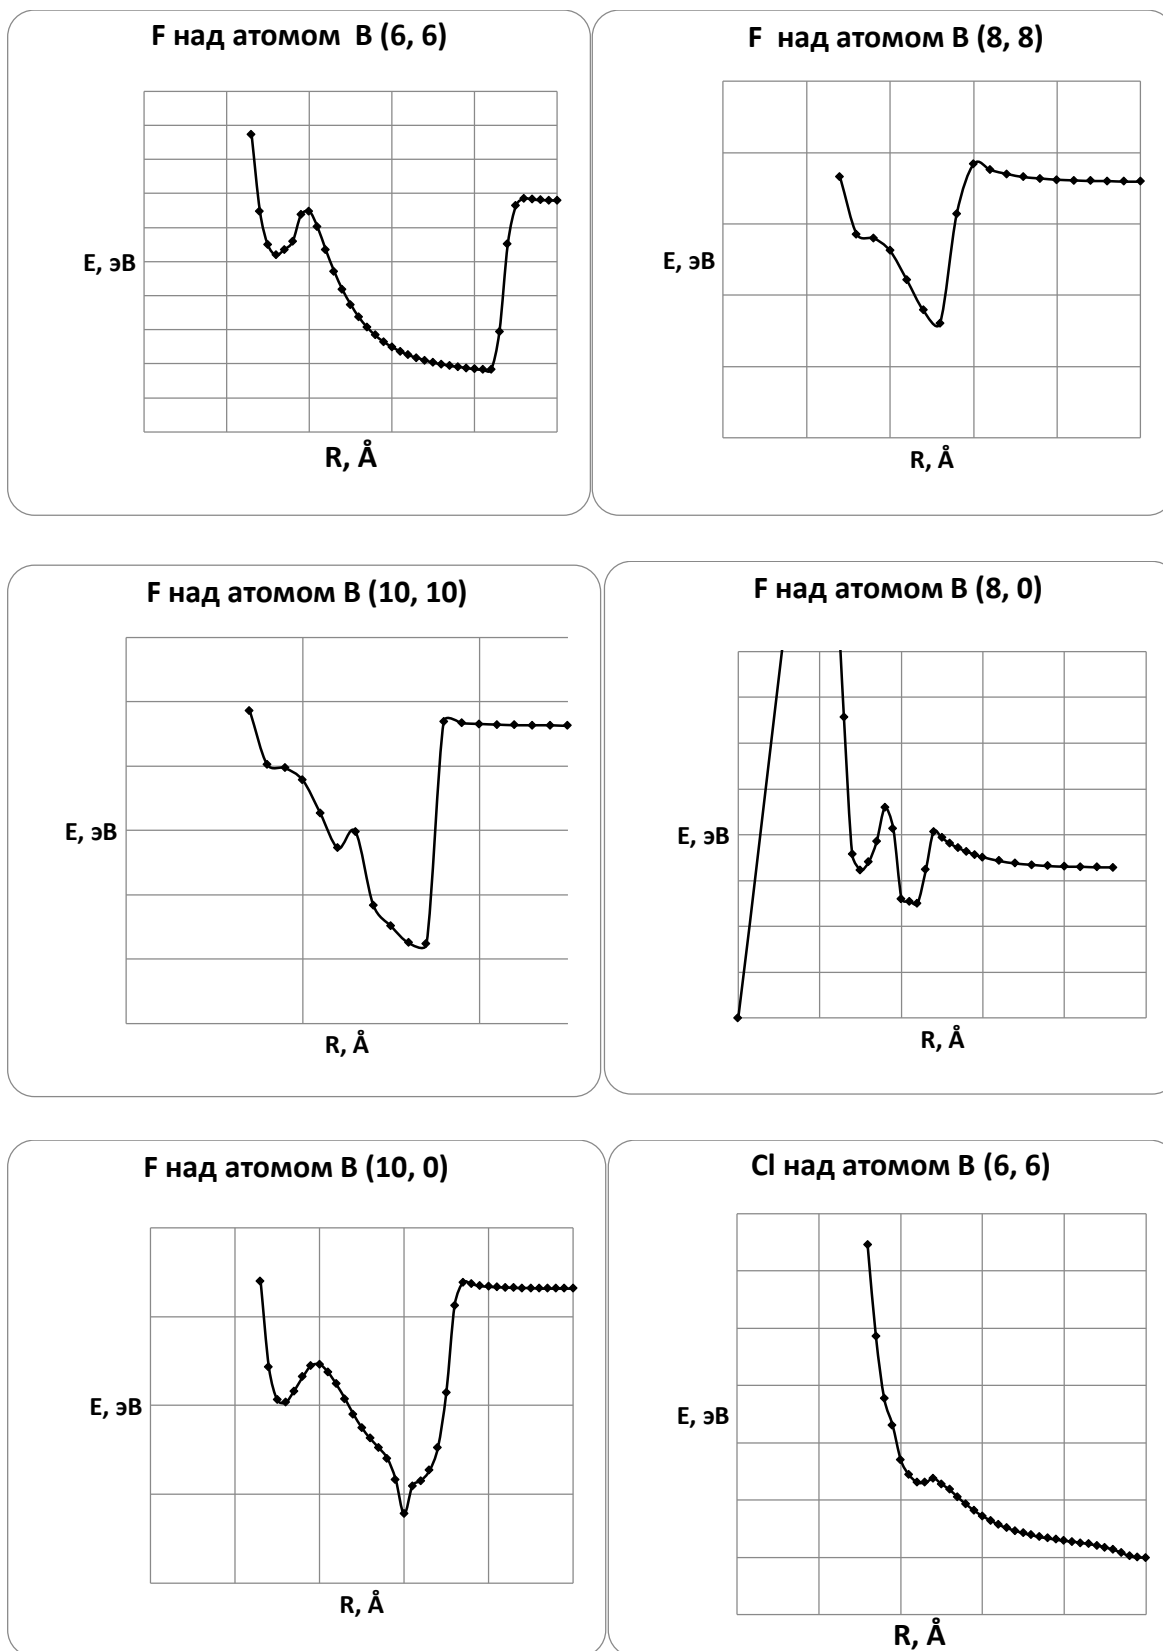 F над атомом В (6, 6)
E, эВ
R, Å
F над атомом В (8, 8)
E, эВ
R, Å
F над атомом В (10, 10)
E, эВ
R, Å
F над атомом В (8, 0)
E, эВ
R, Å
F над атомом В (10, 0)
E, эВ
R, Å
Cl над атомом В (6, 6)
E, эВ
R, Å